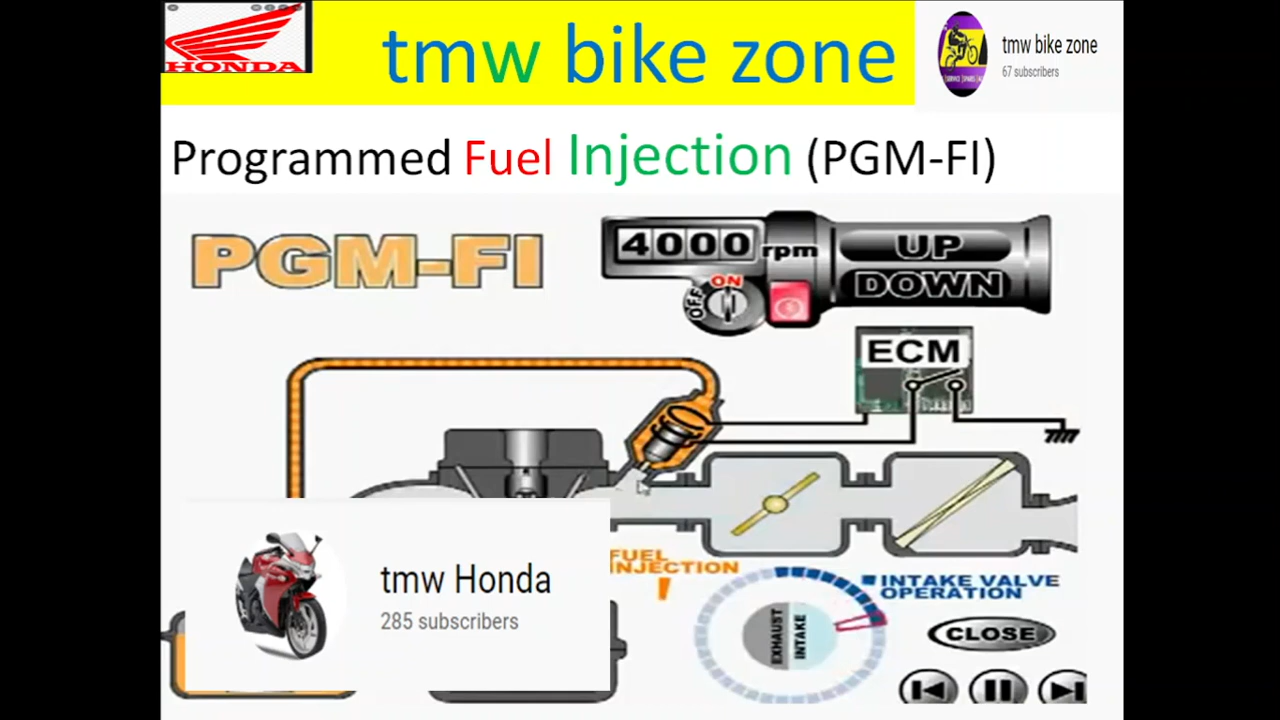 HONDA
tmw bike zone
tmw bike zone
67 subscribers
Programmed Fuel Injection (PGM-FI)
PGM-FI
4000 rpm
UP
DOWN
OFF
ON
ECM
tmw Honda
285 subscribers
FUEL
INJECTION
INTAKE VALVE
OPERATION
EXHAUST
INTAKE
CLOSE